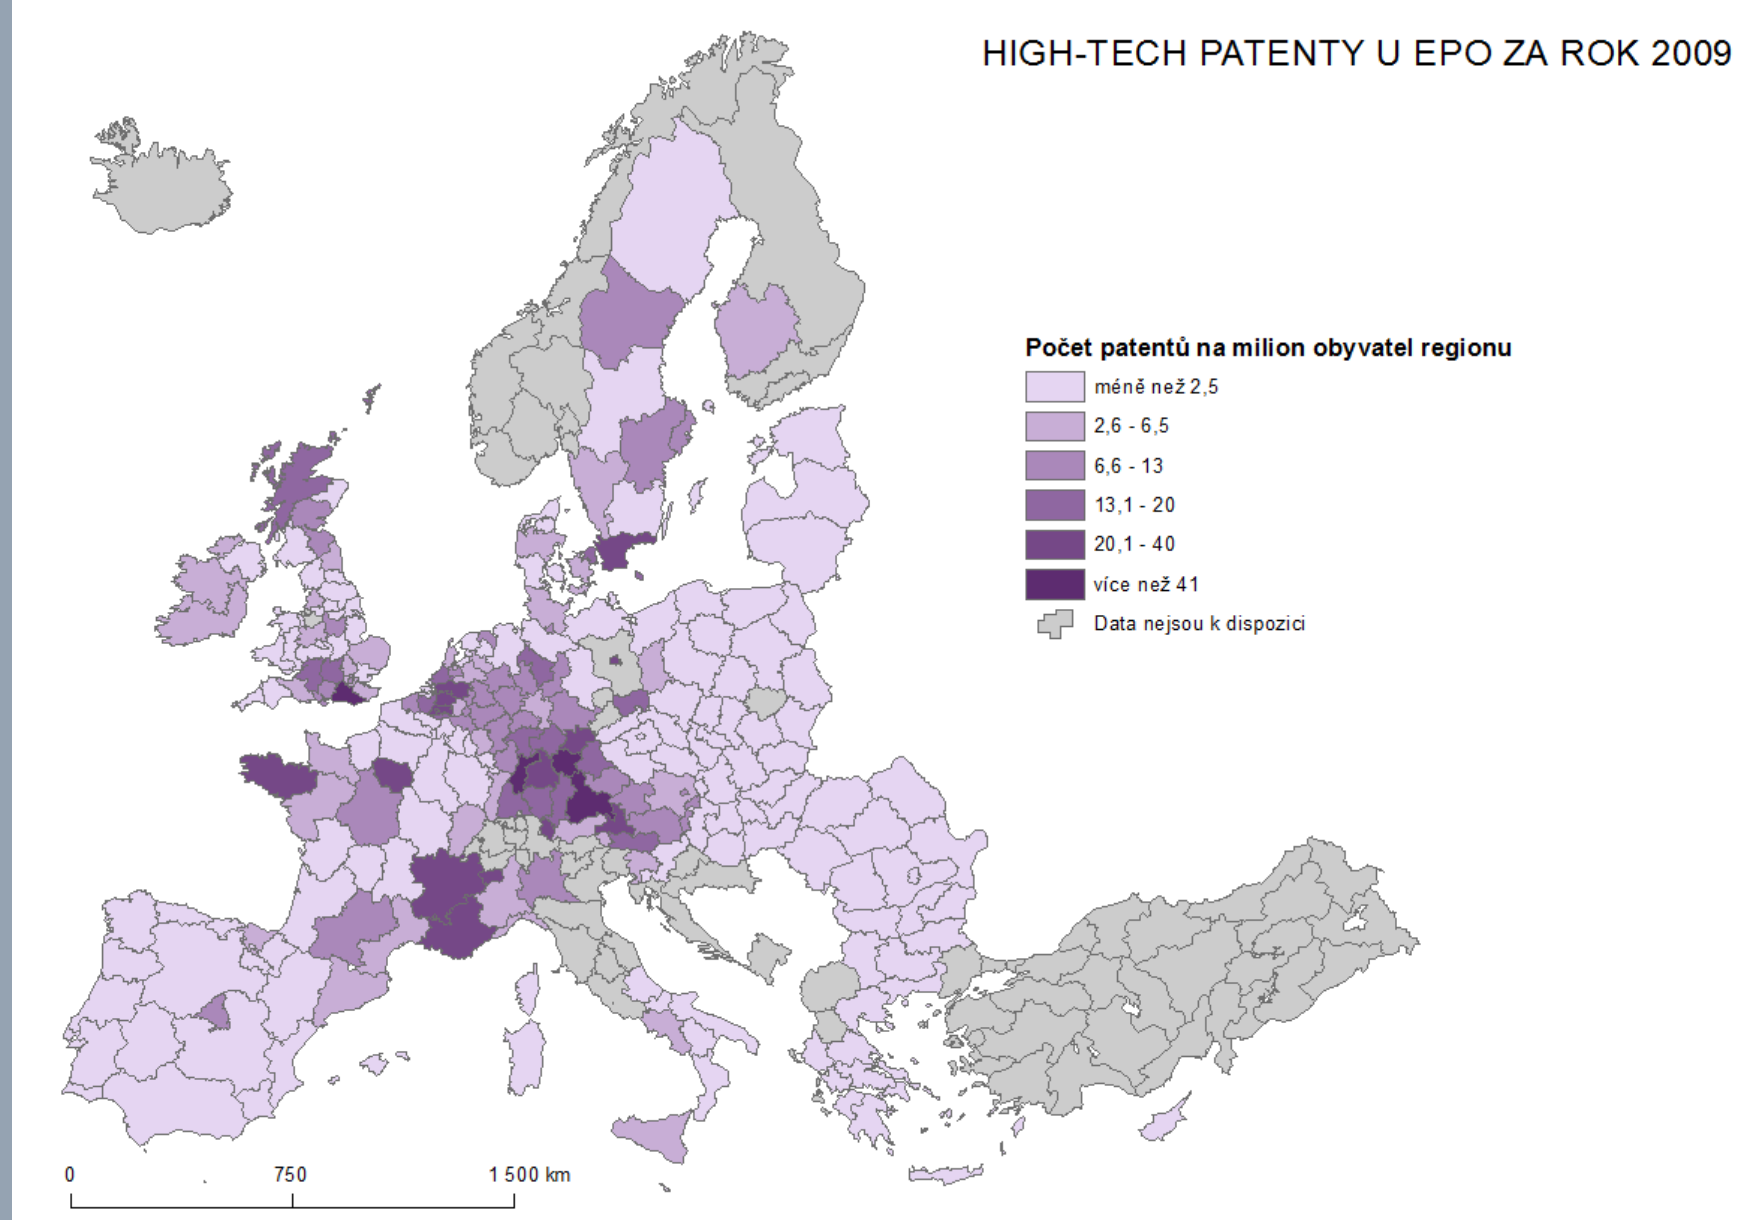 HIGH-TECH PATENTY U EPO ZA ROK 2009
Počet patentů na milion obyvatel regionu
méně než 2,5
2,6 - 6,5
6,6 - 13
13,1 - 20
20,1 - 40
více než 41
Data nejsou k dispozici
0 750 1 500 km